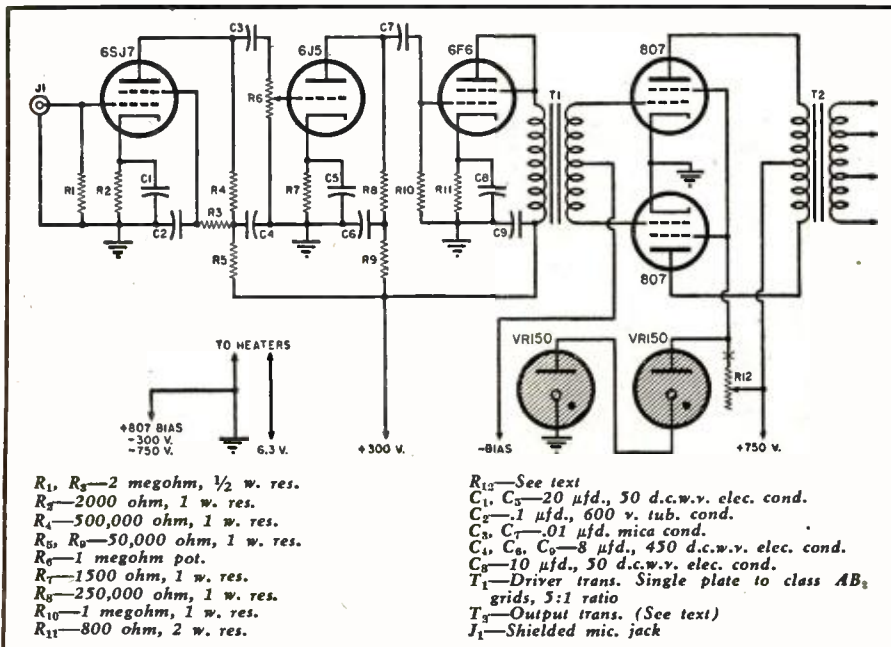 C3
C7
6SJ7
6J5
6F6
807
J1
R6
T1
T2
C1
C5
C8
R1
R2
R4
R7
R8
R10
R11
R3
C2
C4
C6
C9
R5
R9
807
TO HEATERS
VR150
VR150
R12
+807 BIAS
-300 V.
-750 V.
6.3 V.
+300 V.
-BIAS
+750 V.
R₁, R₃—2 megohm, ½ w. res.
R₂—2000 ohm, 1 w. res.
R₄—500,000 ohm, 1 w. res.
R₅, R₉—50,000 ohm, 1 w. res.
R₆—1 megohm pot.
R₇—1500 ohm, 1 w. res.
R₈—250,000 ohm, 1 w. res.
R₁₀—1 megohm, 1 w. res.
R₁₁—800 ohm, 2 w. res.
R₁₂—See text
C₁, C₅—20 µfd., 50 d.c.w.v. elec. cond.
C₂—.1 µfd., 600 v. tub. cond.
C₃, C₇—.01 µfd. mica cond.
C₄, C₆, C₉—8 µfd., 450 d.c.w.v. elec. cond.
C₈—10 µfd., 50 d.c.w.v. elec. cond.
T₁—Driver trans. Single plate to class AB₂
grids, 5:1 ratio
T₂—Output trans. (See text)
J₁—Shielded mic. jack